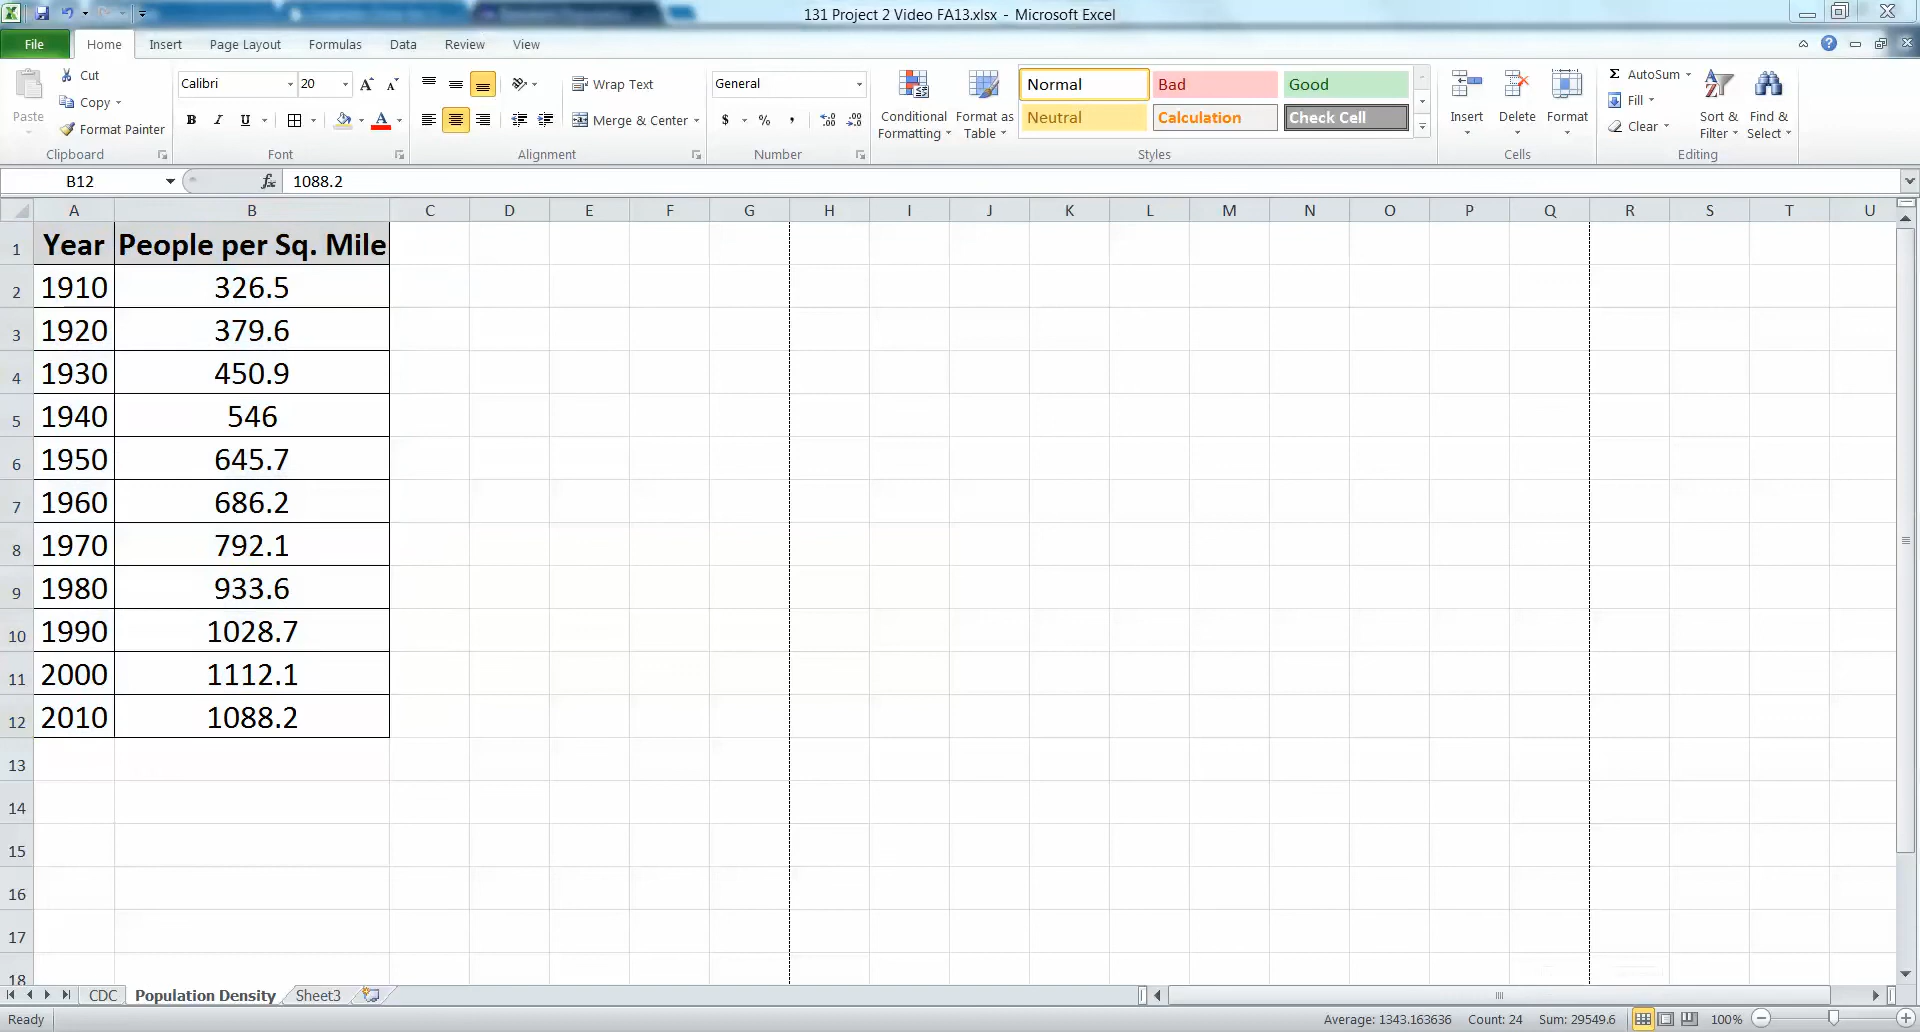 131 Project 2 Video FA13.xlsx - Microsoft Excel
File Home Insert Page Layout Formulas Data Review View
Paste
Cut
Copy
Format Painter
Clipboard
Calibri 20
B I U
Font
Wrap Text
Merge & Center
Alignment
General
$ % ,
Number
Conditional Formatting
Format as Table
Normal Bad Good
Neutral Calculation Check Cell
Styles
Insert Delete Format
Cells
Σ AutoSum
Fill
Clear
Sort & Filter
Find & Select
Editing
B12 fx 1088.2
A B C D E F G H I J K L M N O P Q R S T U
1 Year People per Sq. Mile
2 1910 326.5
3 1920 379.6
4 1930 450.9
5 1940 546
6 1950 645.7
7 1960 686.2
8 1970 792.1
9 1980 933.6
10 1990 1028.7
11 2000 1112.1
12 2010 1088.2
13
14
15
16
17
18
CDC Population Density Sheet3
Ready Average: 1343.163636 Count: 24 Sum: 29549.6 100%